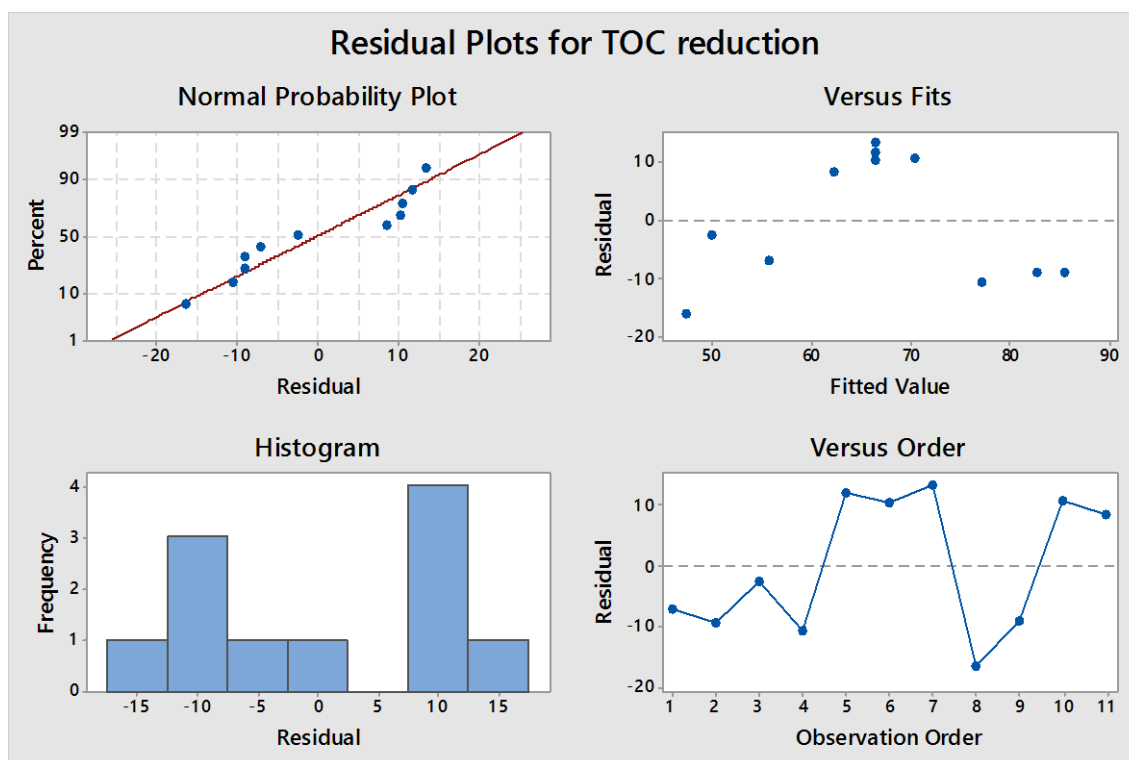 Residual Plots for TOC reduction
Normal Probability Plot
99
90
50
10
1
Percent
-20 -10 0 10 20
Residual
Versus Fits
10
0
-10
-20
Residual
50 60 70 80 90
Fitted Value
Histogram
4
3
2
1
0
Frequency
-15 -10 -5 0 5 10 15
Residual
Versus Order
10
0
-10
-20
Residual
1 2 3 4 5 6 7 8 9 10 11
Observation Order